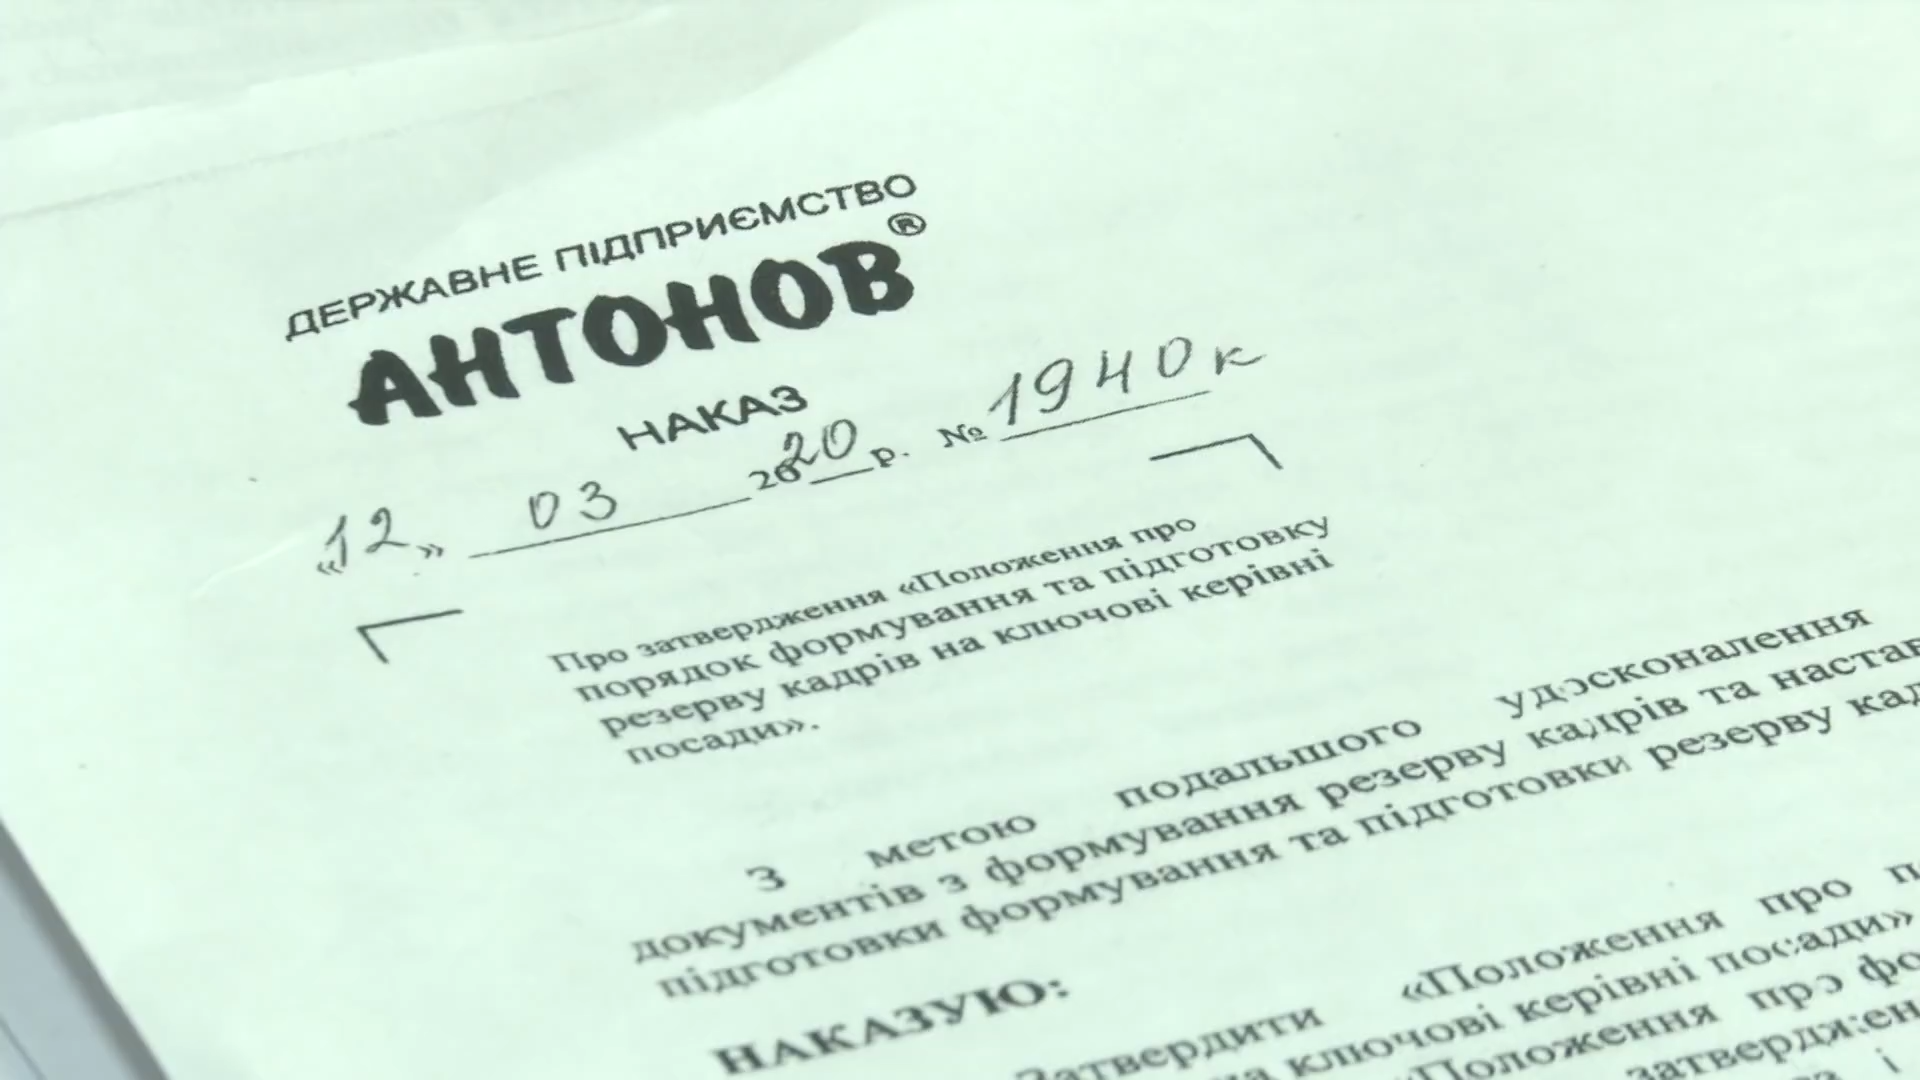 ДЕРЖАВНЕ ПІДПРИЄМСТВО
АНТОНОВ®
НАКАЗ
«12» 03 2020 р. № 1940к
Про затвердження «Положення про
порядок формування та підготовку
резерву кадрів на ключові керівні
посади».
З метою подальшого удосконалення
документів з формування резерву кадрів та настав
підготовки формування та підготовки резерву кад
НАКАЗУЮ:
Затвердити «Положення про п
на ключові керівні посади»
«Положення про фо
затвержден